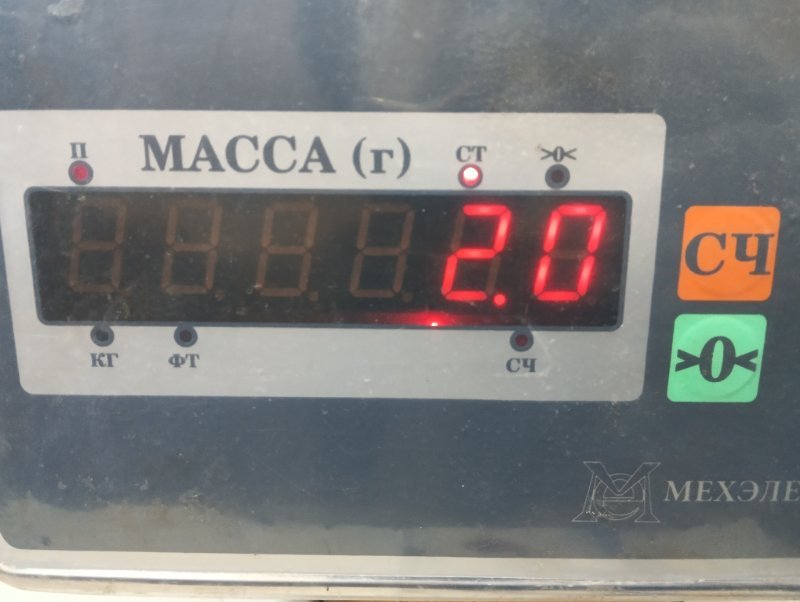 П МАССА (г) СТ >0<
2.0
КГ ФТ СЧ
СЧ
>0<
М МЕХЭЛЕ